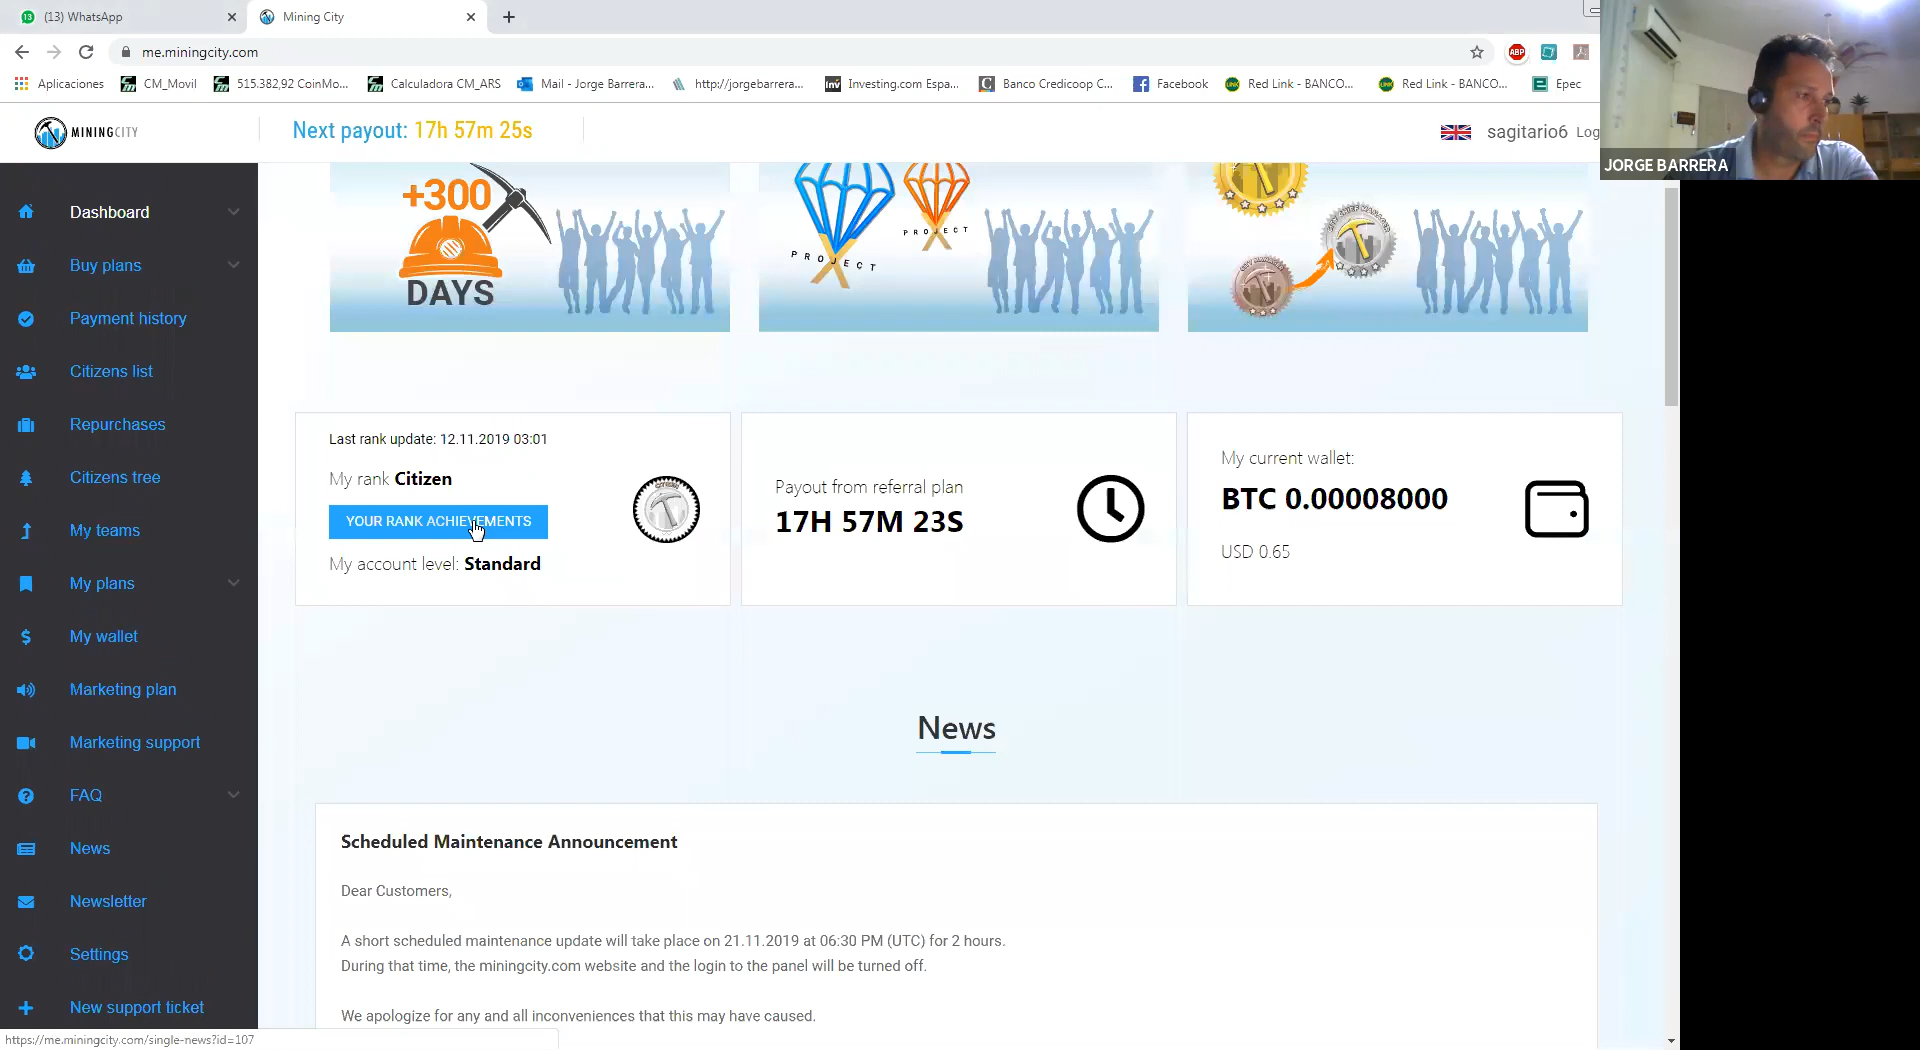 (13) WhatsApp
Mining City
me.miningcity.com
Aplicaciones
CM_Movil
515.382,92 CoinMo...
Calculadora CM_ARS
Mail - Jorge Barrera...
http://jorgebarrera...
Investing.com Espa...
Banco Credicoop C...
Facebook
Red Link - BANCO...
Red Link - BANCO...
Epec
ABP
JORGE BARRERA
MININGCITY
Next payout: 17h 57m 25s
sagitario6
Log
Dashboard
Buy plans
Payment history
Citizens list
Repurchases
Citizens tree
My teams
My plans
My wallet
Marketing plan
Marketing support
FAQ
News
Newsletter
Settings
New support ticket
+300
DAYS
PROJECT
PROJECT
Last rank update: 12.11.2019 03:01
My rank Citizen
YOUR RANK ACHIEVEMENTS
My account level: Standard
Payout from referral plan
17H 57M 23S
My current wallet:
BTC 0.00008000
USD 0.65
News
Scheduled Maintenance Announcement
Dear Customers,
A short scheduled maintenance update will take place on 21.11.2019 at 06:30 PM (UTC) for 2 hours.
During that time, the miningcity.com website and the login to the panel will be turned off.
We apologize for any and all inconveniences that this may have caused.
https://me.miningcity.com/single-news?id=107